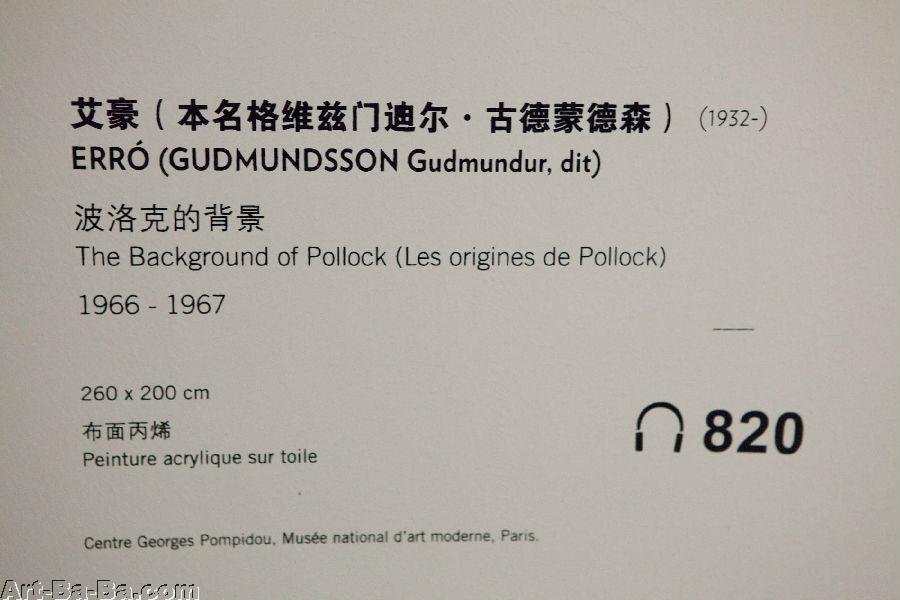 艾豪（本名格维兹门迪尔·古德蒙德森）(1932-)
ERRÓ (GUDMUNDSSON Gudmundur, dit)
波洛克的背景
The Background of Pollock (Les origines de Pollock)
1966 - 1967
260 x 200 cm
布面丙烯
Peinture acrylique sur toile
820
Centre Georges Pompidou, Musée national d'art moderne, Paris.
Art-Ba-Ba.com